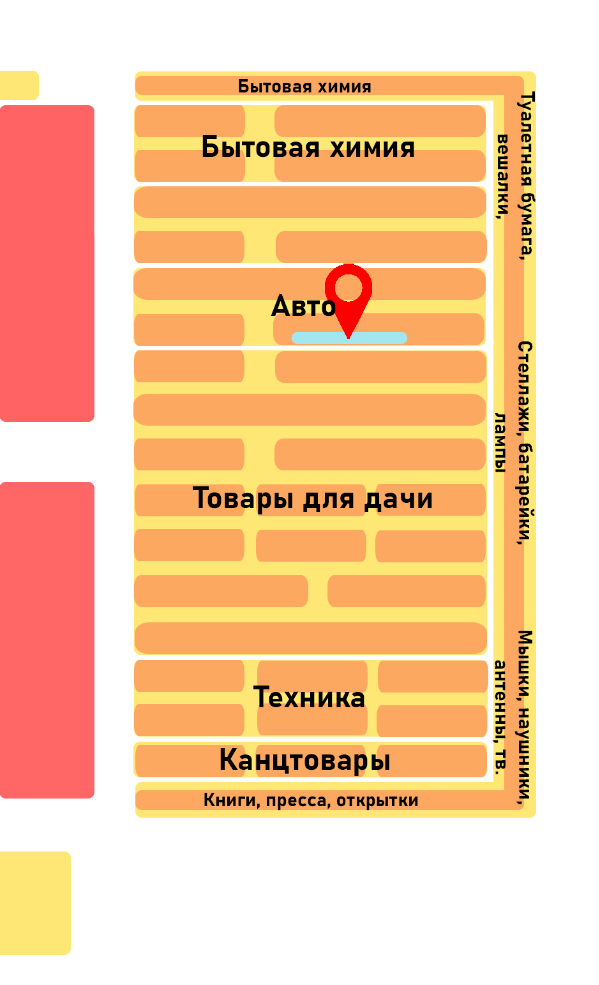 Бытовая химия
Бытовая химия
Авто
Товары для дачи
Техника
Канцтовары
Книги, пресса, открытки
Туалетная бумага,
вешалки,
Стеллажи, батарейки,
лампы
Мышки, наушники,
антенны, тв.